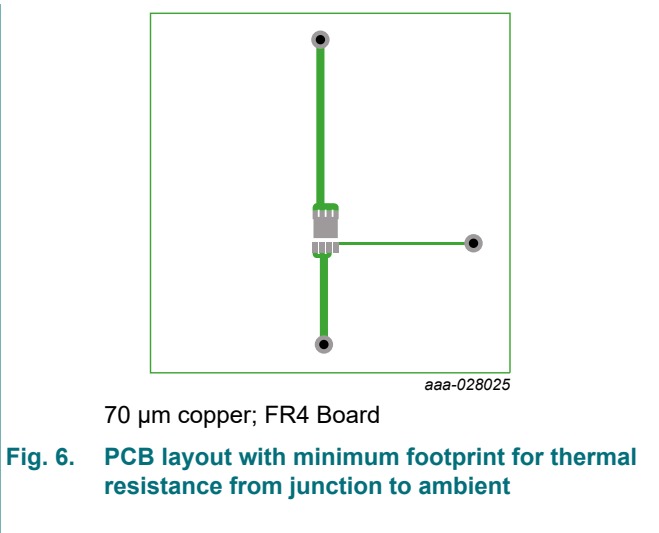 aaa-028025
70 µm copper; FR4 Board
Fig. 6. PCB layout with minimum footprint for thermal
resistance from junction to ambient